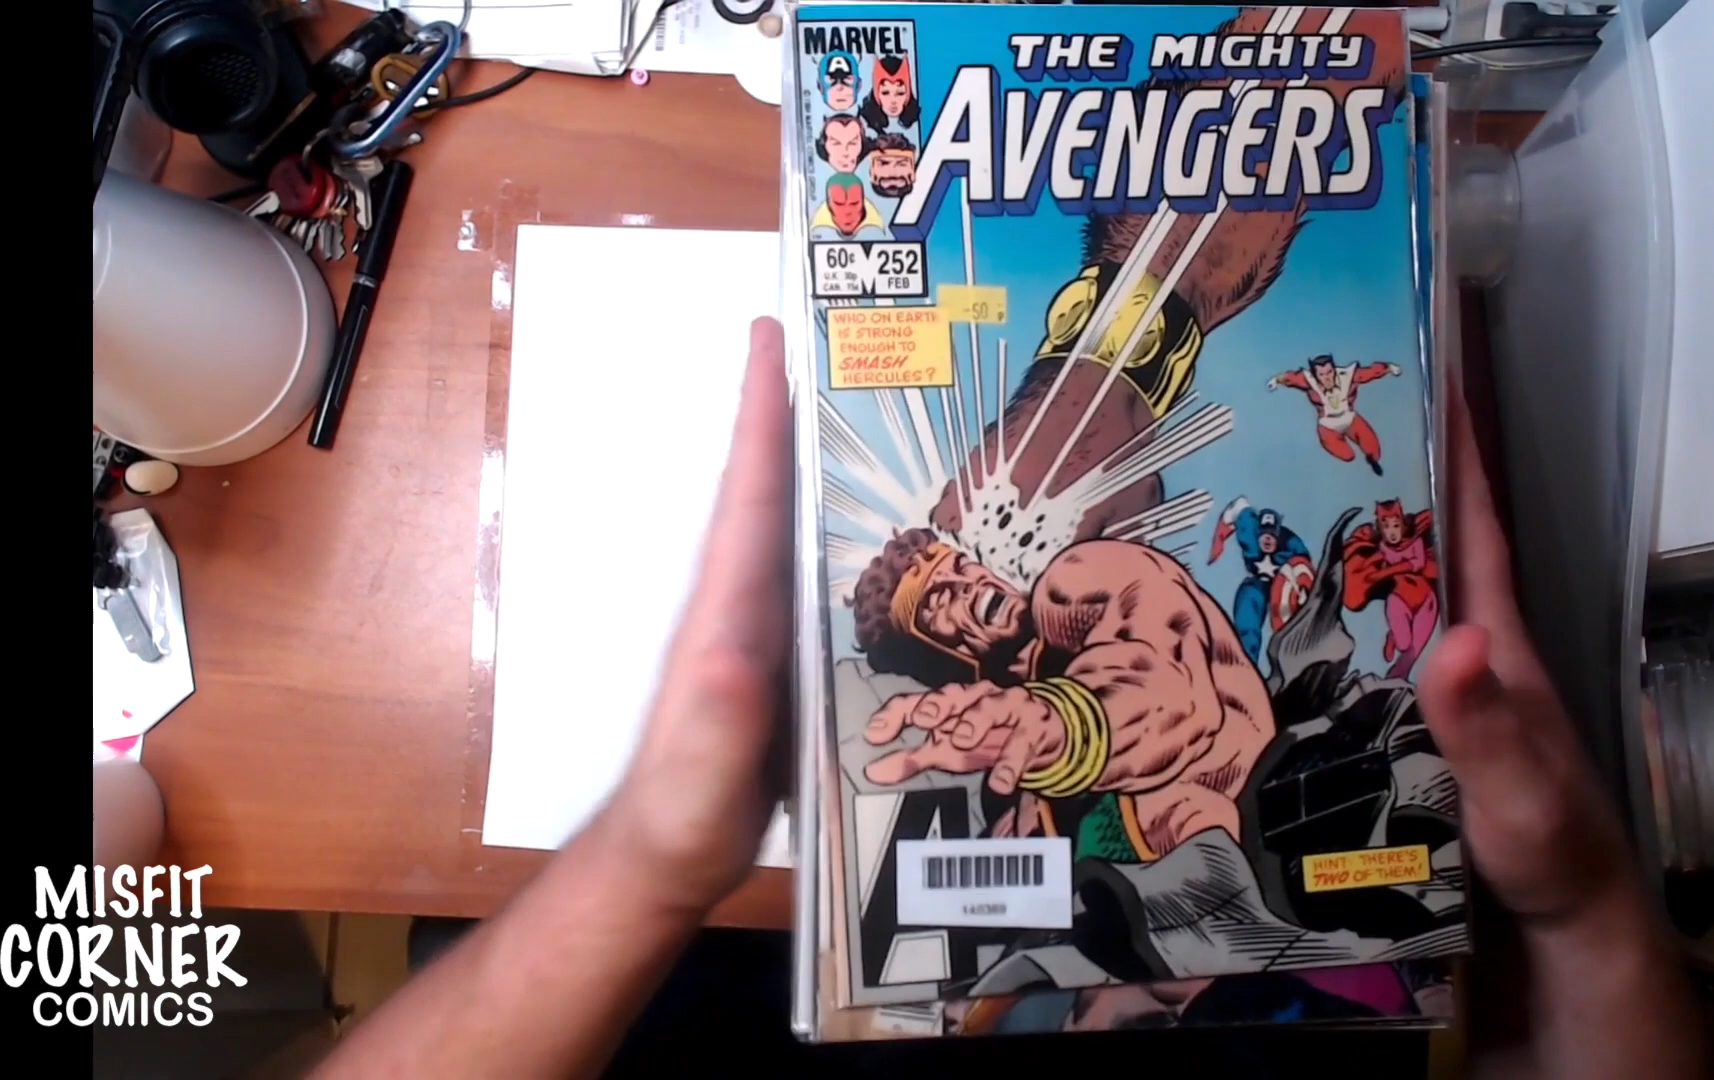 MARVEL
THE MIGHTY
AVENGERS
60¢
252
FEB
WHO ON EARTH
IS STRONG
ENOUGH TO
SMASH
HERCULES?
HINT: THERE'S
TWO OF THEM!
MISFIT
CORNER
COMICS